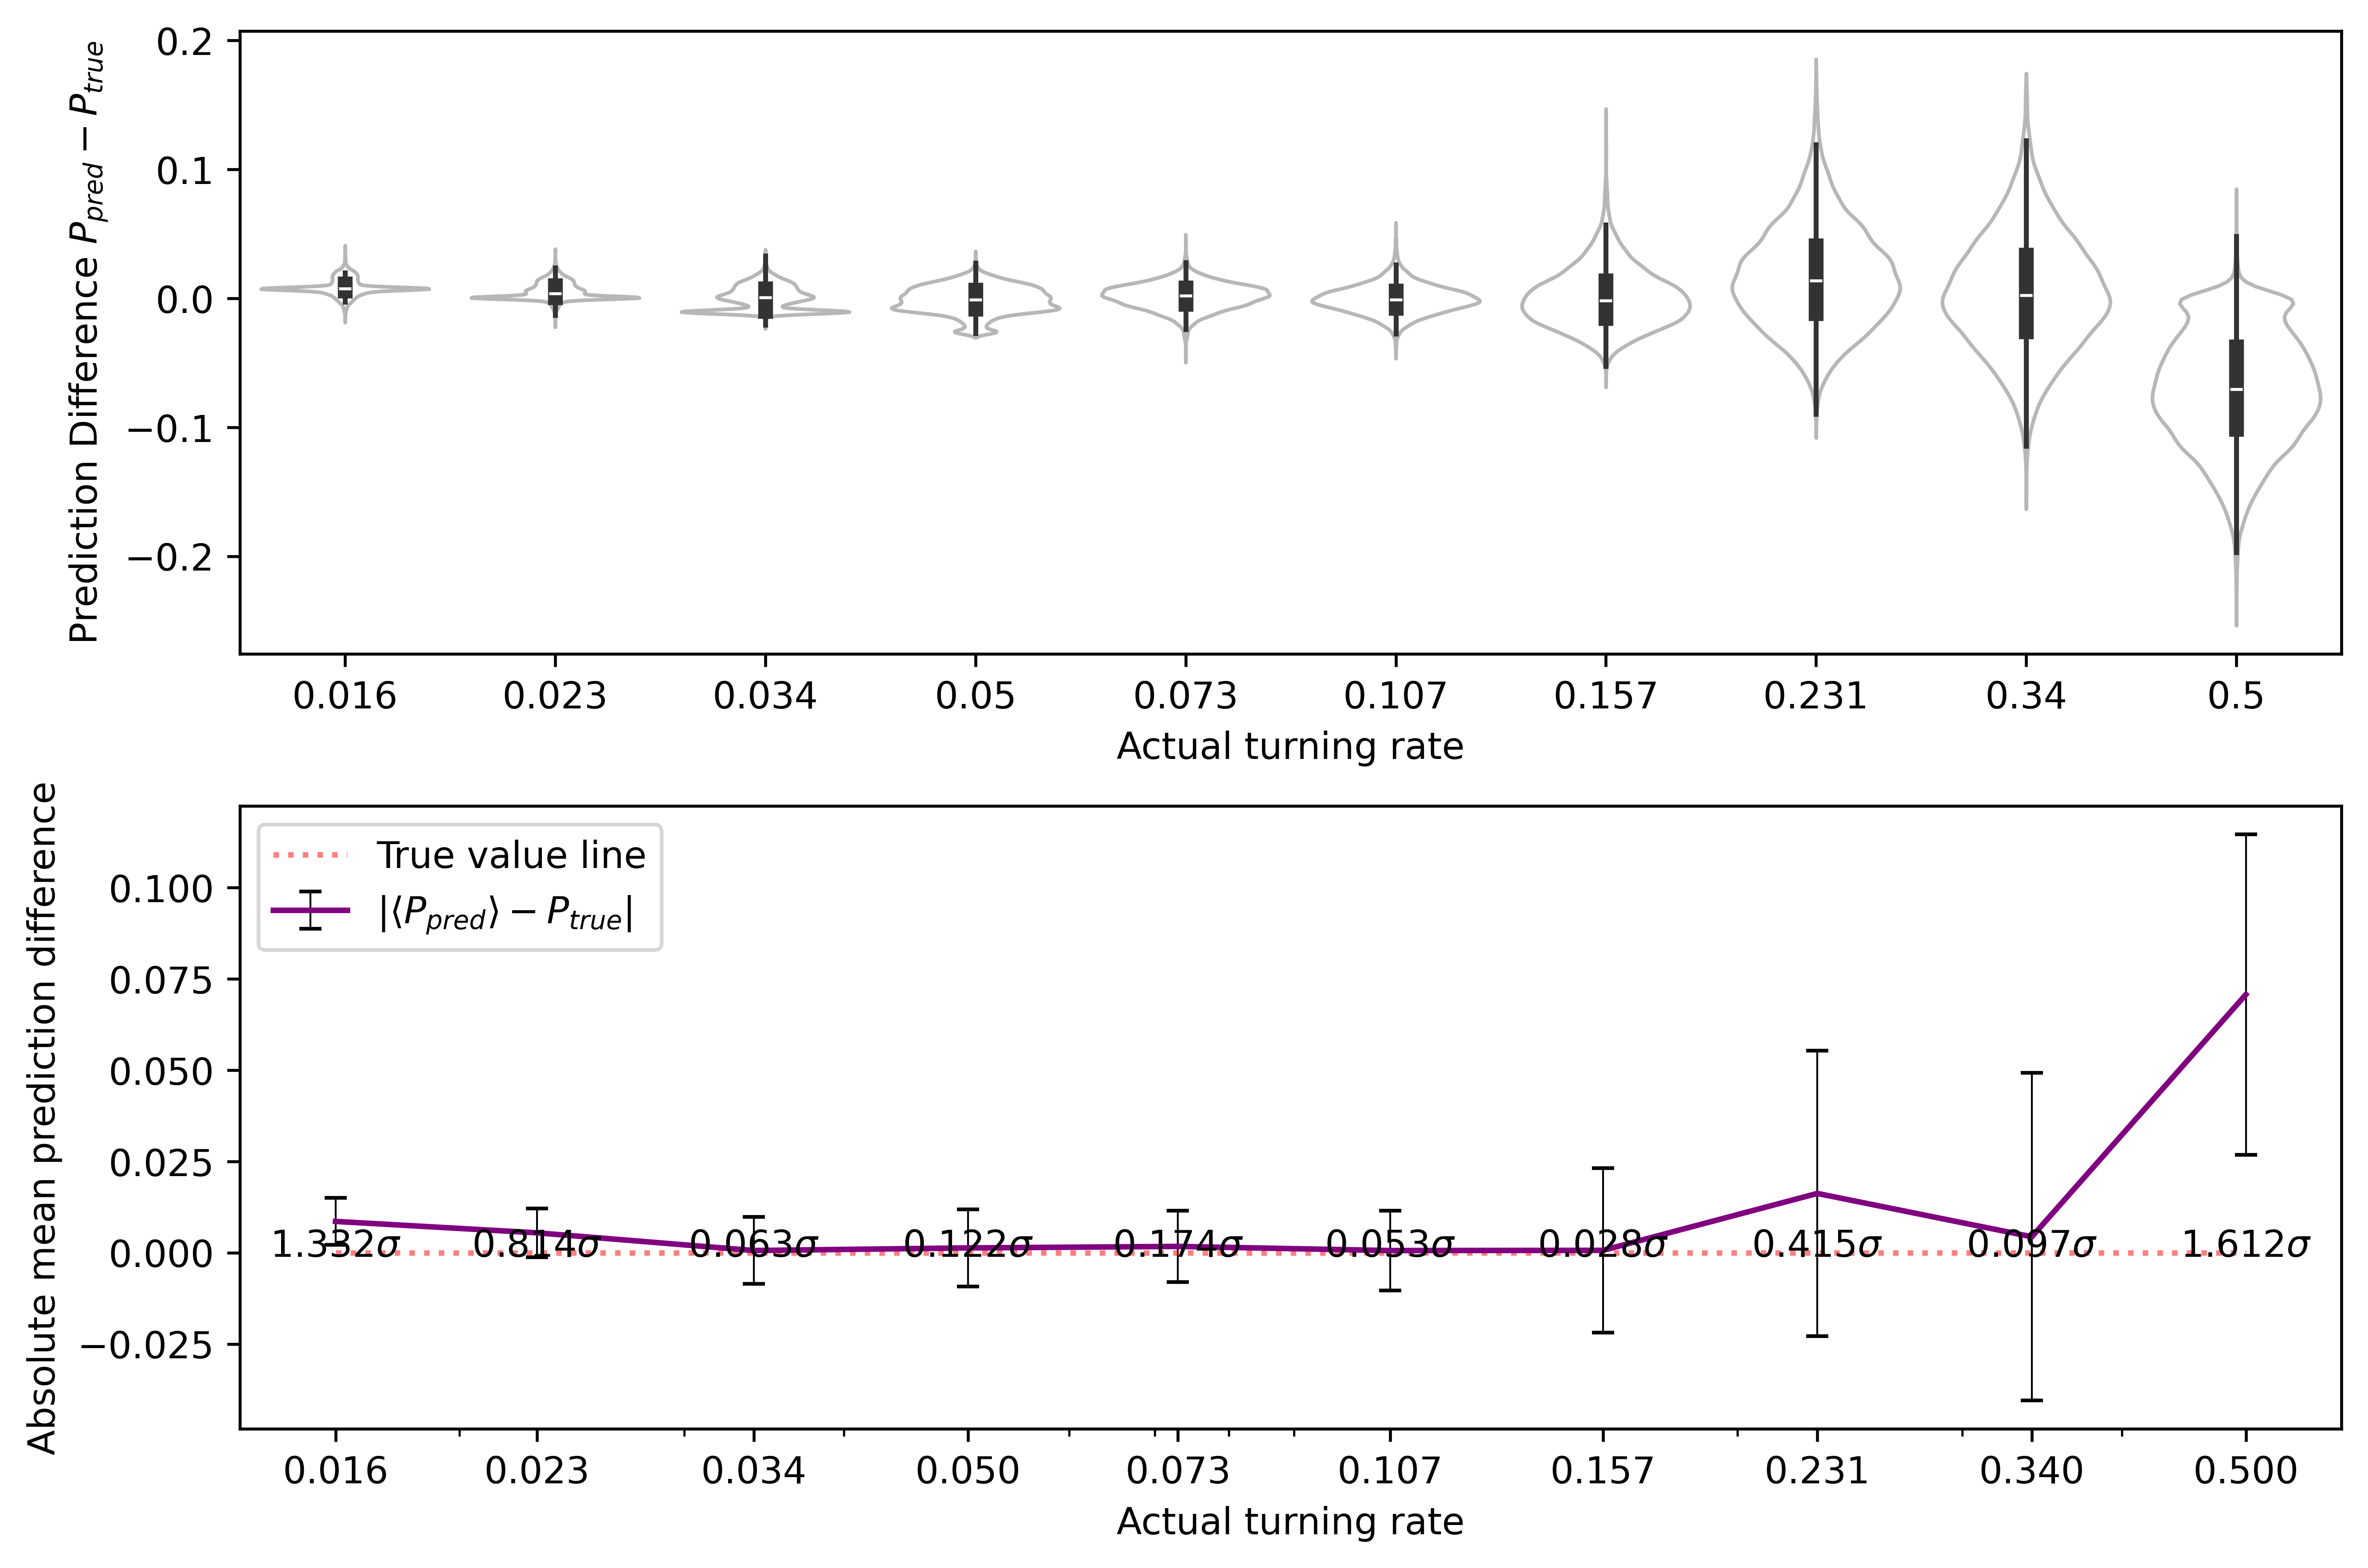 Prediction Difference P_pred − P_true
0.2
0.1
0.0
−0.1
−0.2
0.016 0.023 0.034 0.05 0.073 0.107 0.157 0.231 0.34 0.5
Actual turning rate
Absolute mean prediction difference
0.100
0.075
0.050
0.025
0.000
−0.025
True value line
|⟨P_pred⟩ − P_true|
1.332σ 0.814σ 0.063σ 0.122σ 0.174σ 0.053σ 0.028σ 0.415σ 0.097σ 1.612σ
0.016 0.023 0.034 0.050 0.073 0.107 0.157 0.231 0.340 0.500
Actual turning rate